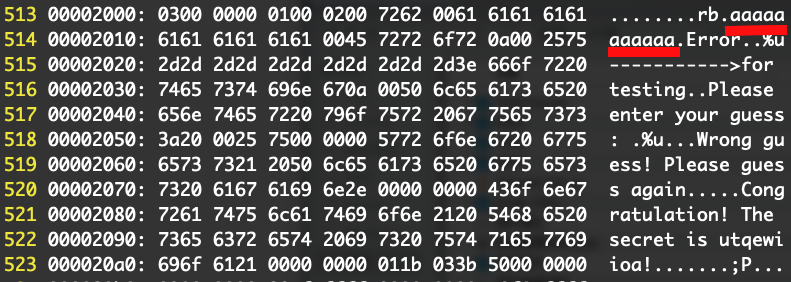 513 00002000: 0300 0000 0100 0200 7262 0061 6161 6161 ........rb.aaaaa
514 00002010: 6161 6161 6161 0045 7272 6f72 0a00 2575 aaaaaa.Error..%u
515 00002020: 2d2d 2d2d 2d2d 2d2d 2d2d 2d3e 666f 7220 ----------->for
516 00002030: 7465 7374 696e 670a 0050 6c65 6173 6520 testing..Please
517 00002040: 656e 7465 7220 796f 7572 2067 7565 7373 enter your guess
518 00002050: 3a20 0025 7500 0000 5772 6f6e 6720 6775 : .%u...Wrong gu
519 00002060: 6573 7321 2050 6c65 6173 6520 6775 6573 ess! Please gues
520 00002070: 7320 6167 6169 6e2e 0000 0000 436f 6e67 s again.....Cong
521 00002080: 7261 7475 6c61 7469 6f6e 2120 5468 6520 ratulation! The
522 00002090: 7365 6372 6574 2069 7320 7574 7165 7769 secret is utqewi
523 000020a0: 696f 6121 0000 0000 011b 033b 5000 0000 ioa!.......;P...